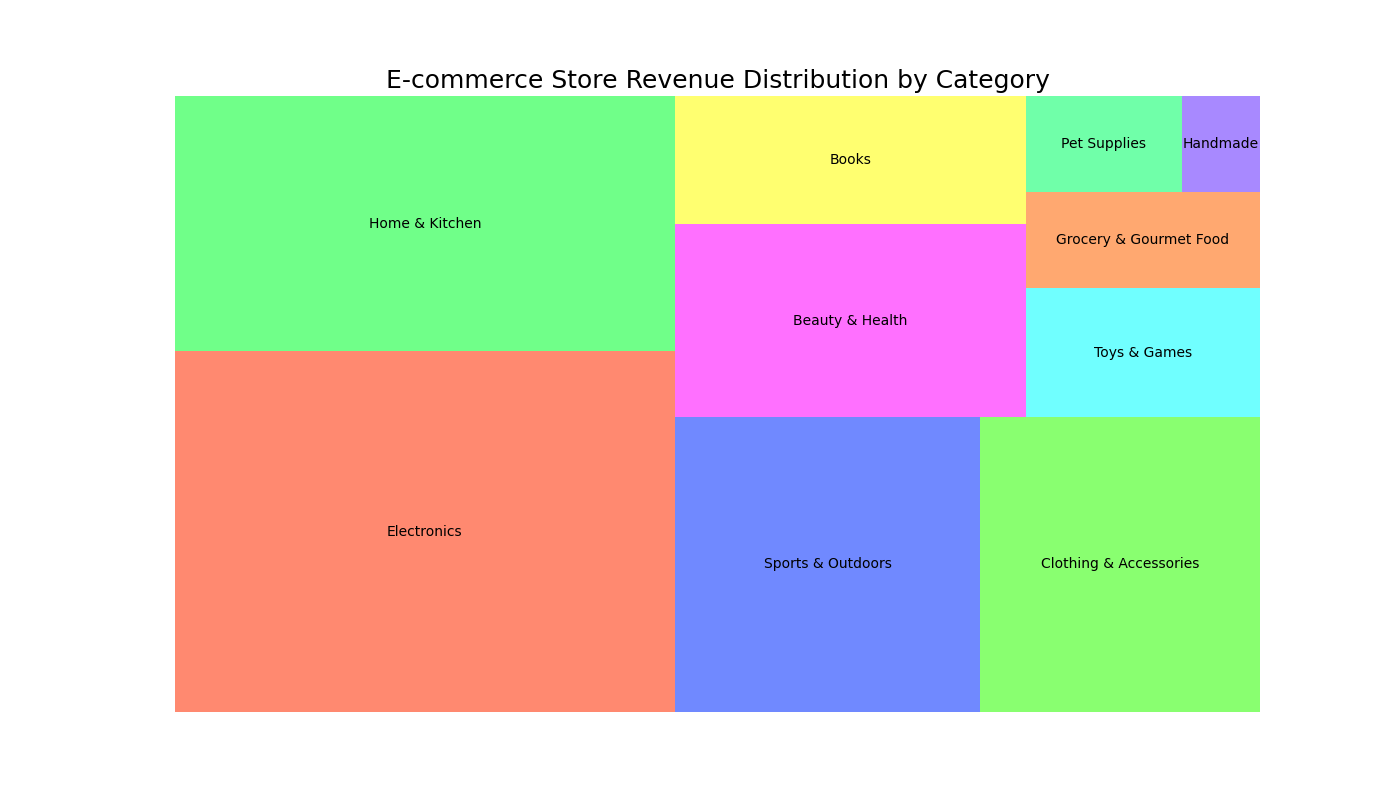 E-commerce Store Revenue Distribution by Category
Home & Kitchen
Electronics
Books
Beauty & Health
Sports & Outdoors
Clothing & Accessories
Pet Supplies
Handmade
Grocery & Gourmet Food
Toys & Games